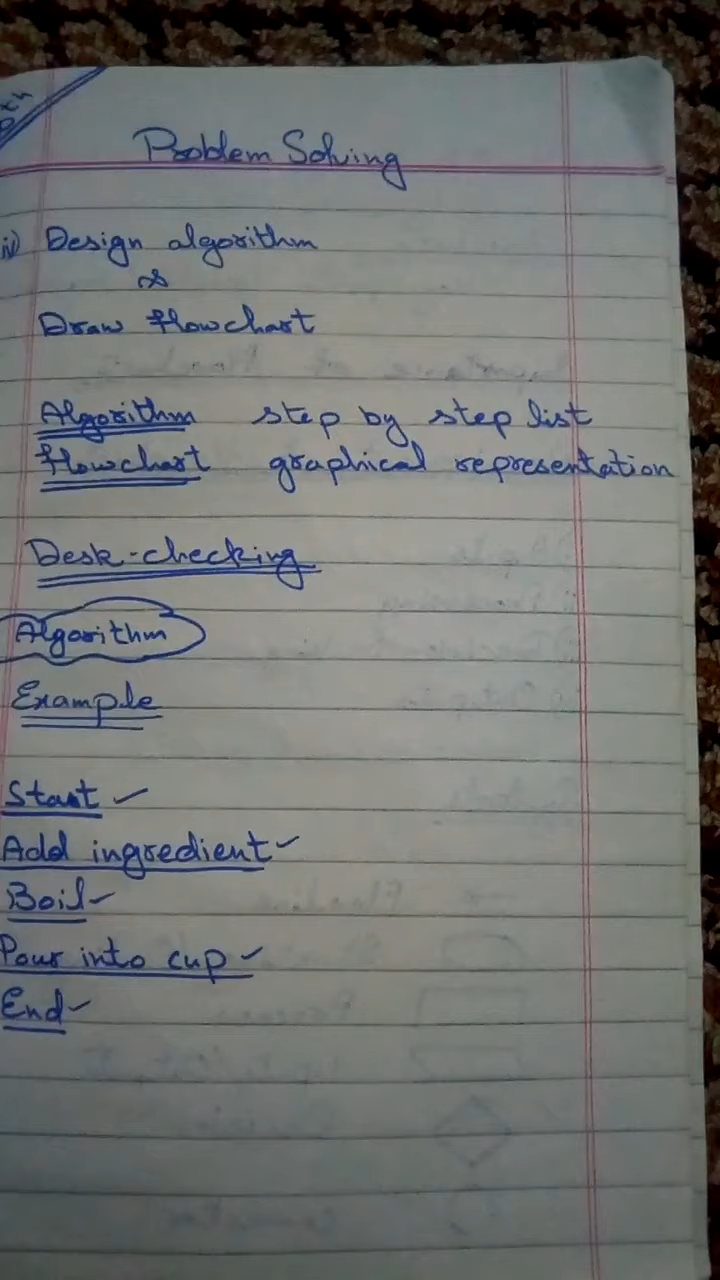 Problem Solving
iv) Design algorithm
&
Draw flowchart
Algorithm step by step list
flowchart graphical representation
Desk-checking
Algorithm
Example
Start ✓
Add ingredient ✓
Boil ✓
Pour into cup ✓
End ✓